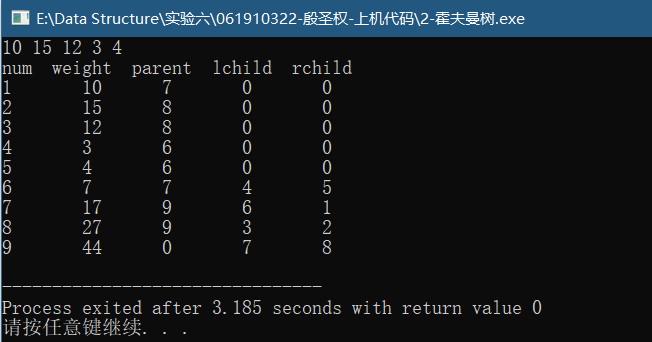 E:\Data Structure\实验六\061910322-殷圣权-上机代码\2-霍夫曼树.exe
10 15 12 3 4
num weight parent lchild rchild
1 10 7 0 0
2 15 8 0 0
3 12 8 0 0
4 3 6 0 0
5 4 6 0 0
6 7 7 4 5
7 17 9 6 1
8 27 9 3 2
9 44 0 7 8
--------------------------------
Process exited after 3.185 seconds with return value 0
请按任意键继续. . .